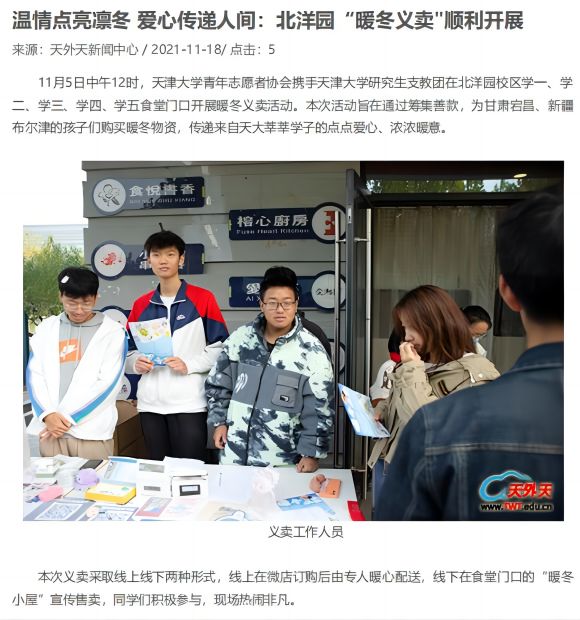 温情点亮凛冬 爱心传递人间：北洋园“暖冬义卖"顺利开展
来源：天外天新闻中心 / 2021-11-18/ 点击：5
11月5日中午12时，天津大学青年志愿者协会携手天津大学研究生支教团在北洋园校区学一、学
二、学三、学四、学五食堂门口开展暖冬义卖活动。本次活动旨在通过筹集善款，为甘肃宕昌、新疆
布尔津的孩子们购买暖冬物资，传递来自天大莘莘学子的点点爱心、浓浓暖意。
食悦書香
榕心厨房
Pure Heart Kitchen
天外天
www.TWT.edu.cn
义卖工作人员
本次义卖采取线上线下两种形式，线上在微店订购后由专人暖心配送，线下在食堂门口的“暖冬
小屋”宣传售卖，同学们积极参与，现场热闹非凡。